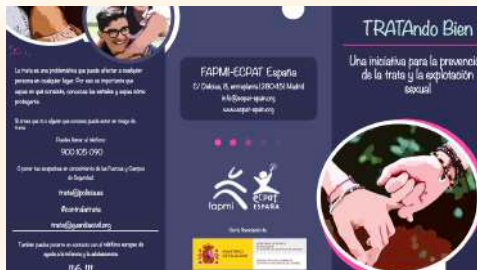 La trata es una problemática que puede afectar a cualquier
persona en cualquier lugar. Por eso es importante que
sepas en qué consiste, conozcas las señales y sepas cómo
protegerte.
Si crees que tú o alguien que conoces puede estar en riesgo de
trata:
Puedes llamar al teléfono:
900 105 090
O poner tus sospechas en conocimiento de las Fuerzas y Cuerpos
de Seguridad:
trata@policia.es
@contralatrata
trata@guardiacivil.org
También puedes ponerte en contacto con el teléfono europeo de
ayuda a la infancia y la adolescencia
116 111
FAPMI-ECPAT España
C/ Delicias, 8, entreplanta (28045) Madrid
info@ecpat-spain.org
www.ecpat-spain.org
fapmi
ecpat
ESPAÑA
Con la financiación de:
TRATAndo Bien
Una iniciativa para la prevenció
de la trata y la explotación
sexual